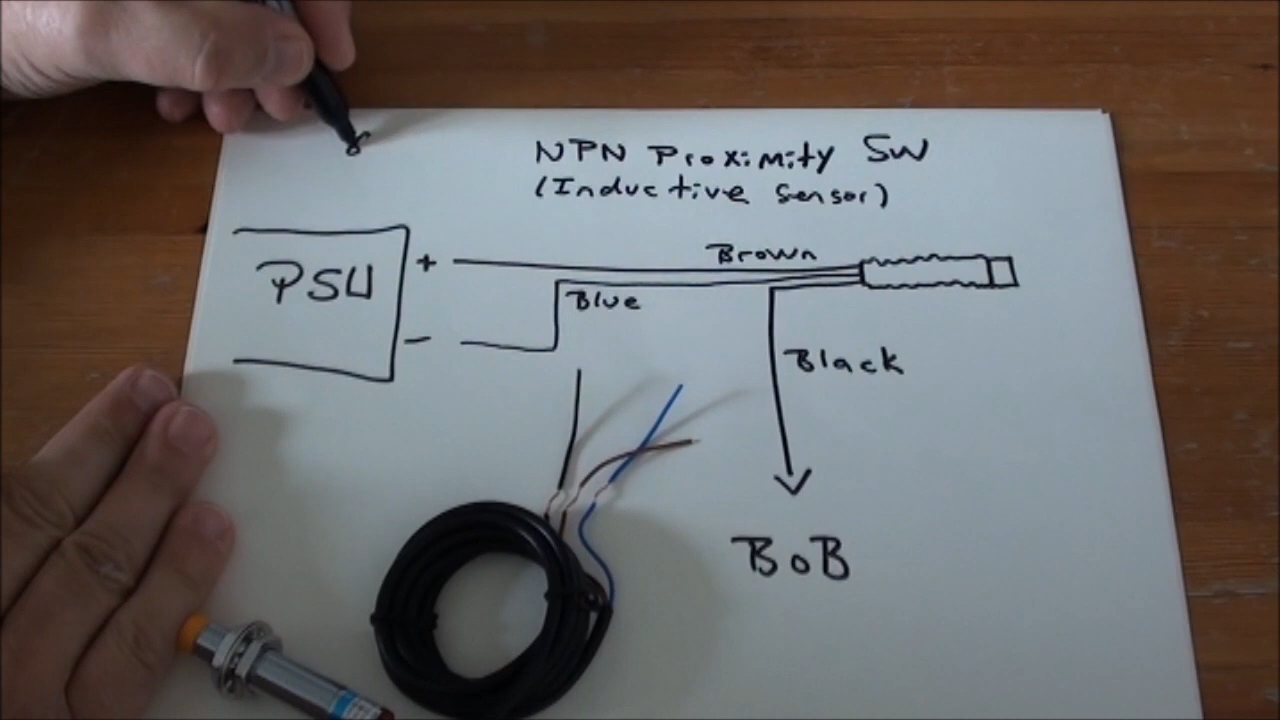 NPN Proximity SW
(Inductive Sensor)
Brown
PSU
+
Blue
-
Black
BoB